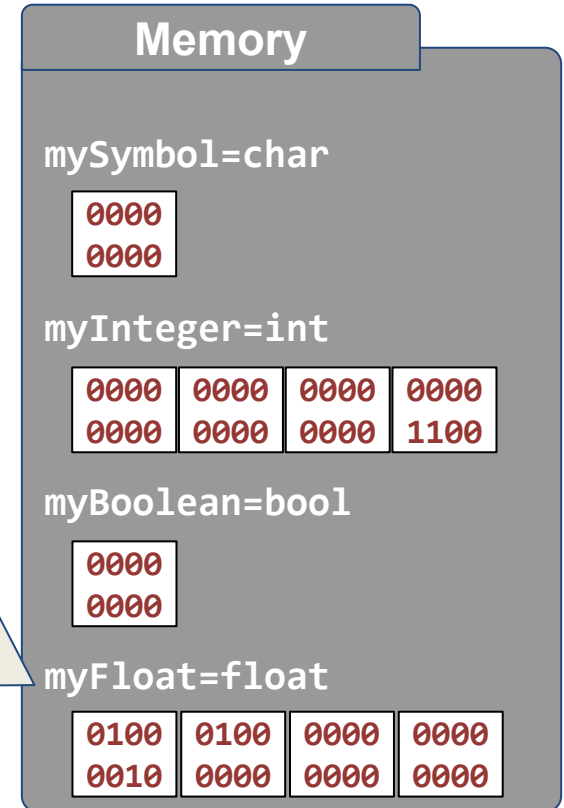 Memory
mySymbol=char
0000
0000
myInteger=int
0000 0000 0000 0000
0000 0000 0000 1100
myBoolean=bool
0000
0000
myFloat=float
0100 0100 0000 0000
0010 0000 0000 0000